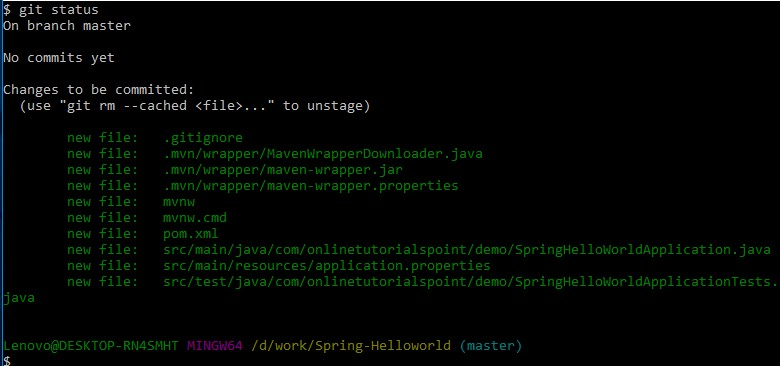 $ git status
On branch master
No commits yet
Changes to be committed:
  (use "git rm --cached <file>..." to unstage)
        new file:   .gitignore
        new file:   .mvn/wrapper/MavenWrapperDownloader.java
        new file:   .mvn/wrapper/maven-wrapper.jar
        new file:   .mvn/wrapper/maven-wrapper.properties
        new file:   mvnw
        new file:   mvnw.cmd
        new file:   pom.xml
        new file:   src/main/java/com/onlinetutorialspoint/demo/SpringHelloWorldApplication.java
        new file:   src/main/resources/application.properties
        new file:   src/test/java/com/onlinetutorialspoint/demo/SpringHelloWorldApplicationTests.
java
Lenovo@DESKTOP-RN4SMHT MINGW64 /d/work/Spring-Helloworld (master)
$